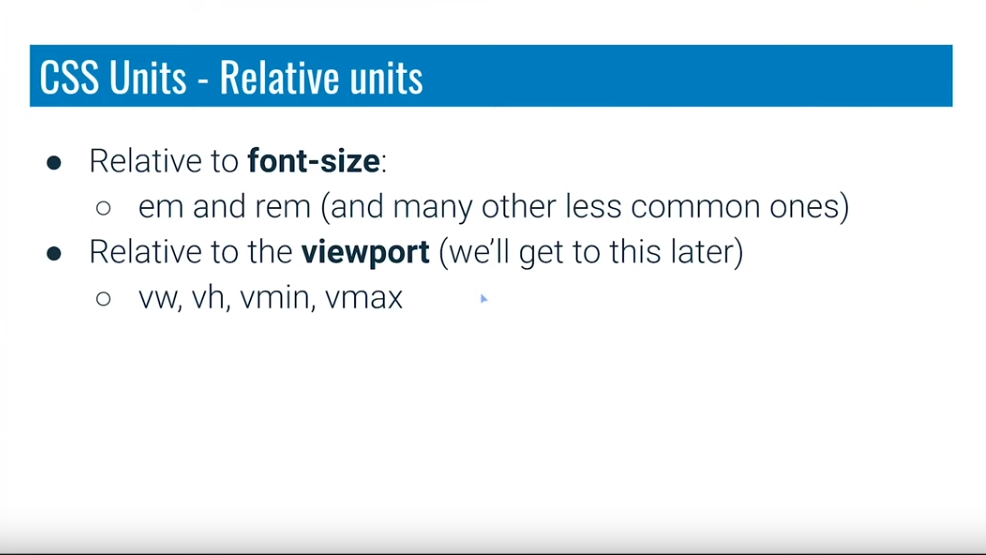 CSS Units - Relative units
● Relative to font-size:
○ em and rem (and many other less common ones)
● Relative to the viewport (we'll get to this later)
○ vw, vh, vmin, vmax